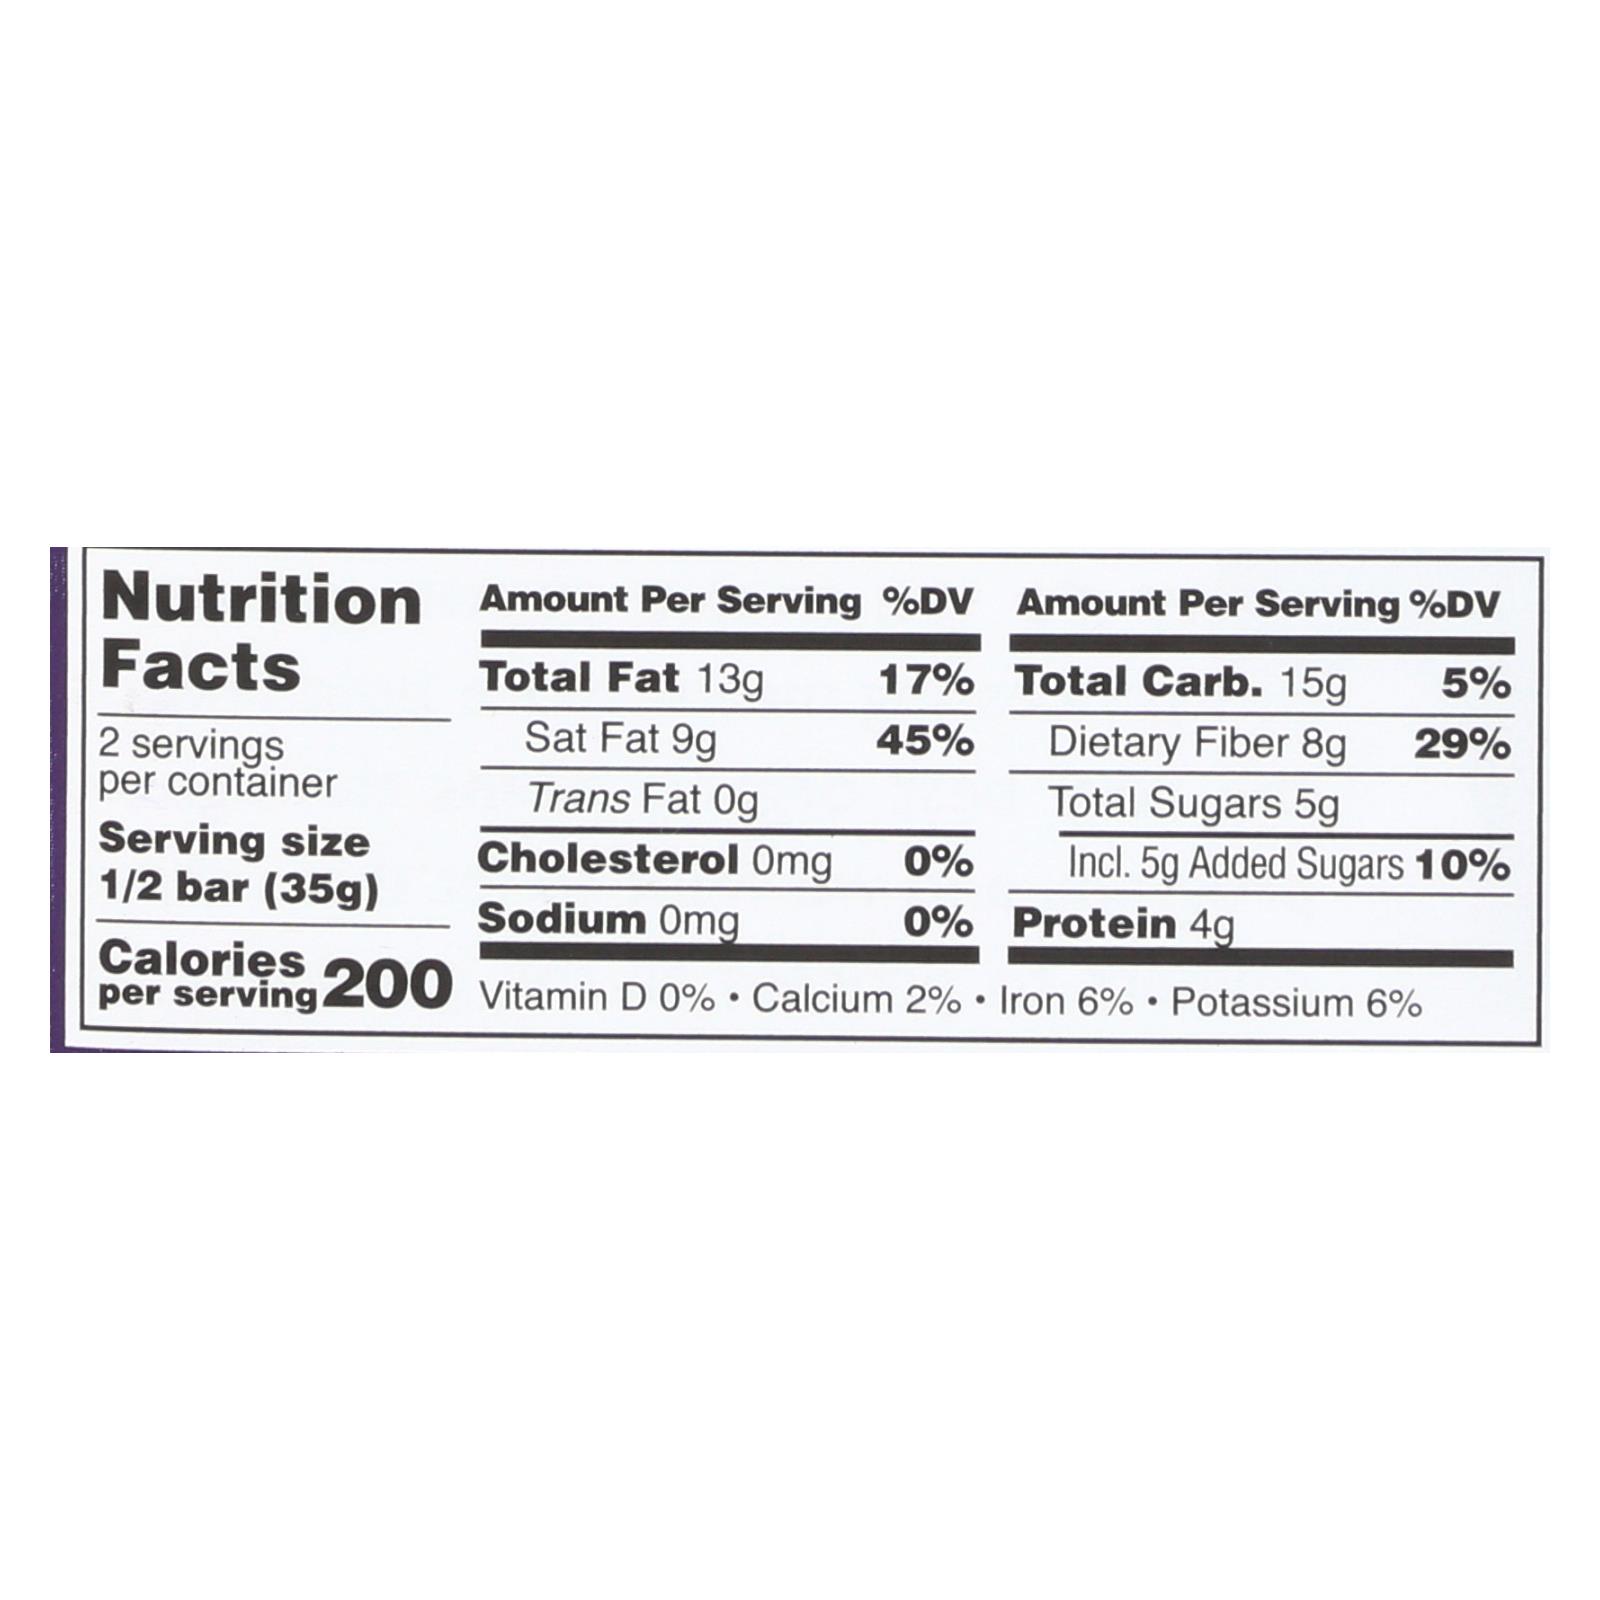 Nutrition
Facts
2 servings
per container
Serving size
1/2 bar (35g)
Calories
per serving 200
Amount Per Serving %DV
Total Fat 13g 17%
Sat Fat 9g 45%
Trans Fat 0g
Cholesterol 0mg 0%
Sodium 0mg 0%
Amount Per Serving %DV
Total Carb. 15g 5%
Dietary Fiber 8g 29%
Total Sugars 5g
Incl. 5g Added Sugars 10%
Protein 4g
Vitamin D 0% • Calcium 2% • Iron 6% • Potassium 6%